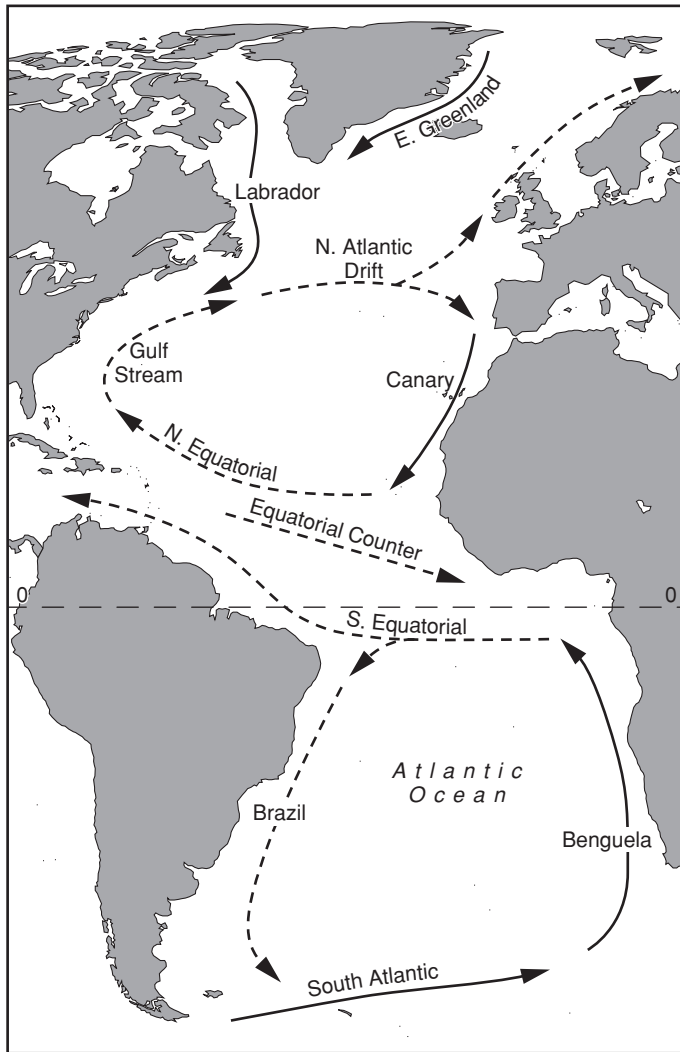 E. Greenland
Labrador
N. Atlantic
Drift
Gulf
Stream
Canary
N. Equatorial
Equatorial Counter
0
0
S. Equatorial
Atlantic
Ocean
Brazil
Benguela
South Atlantic